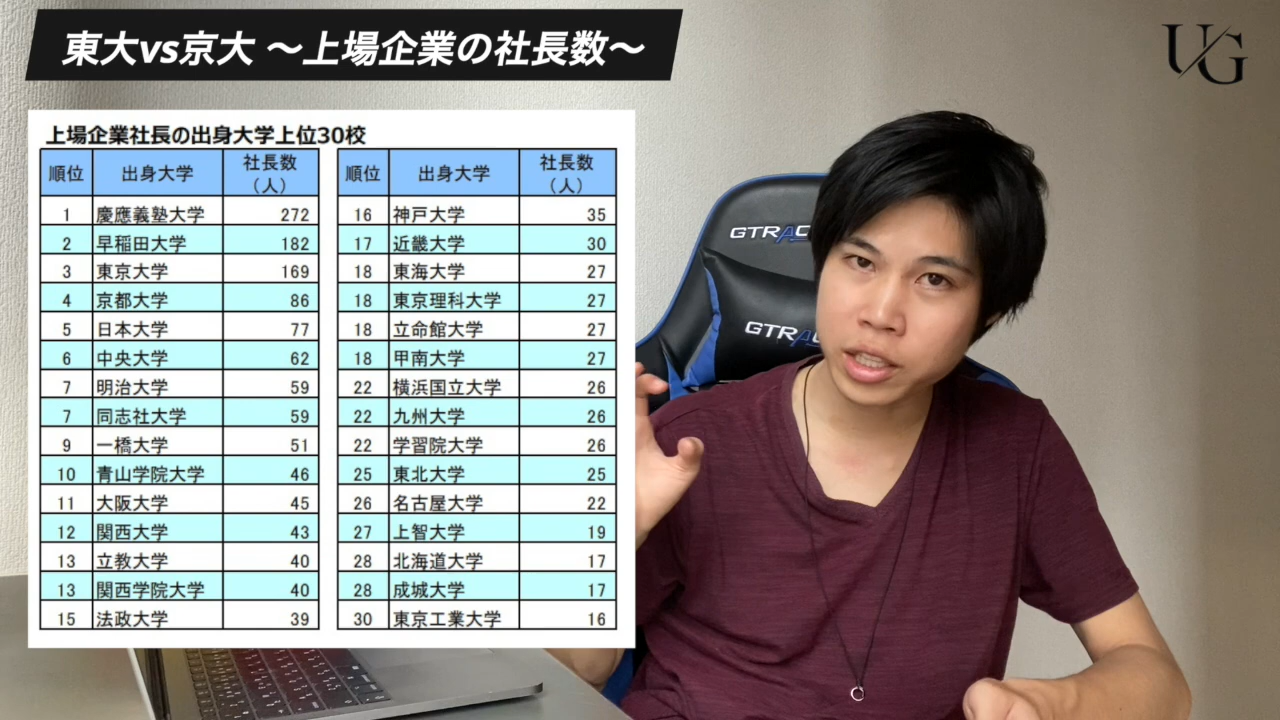 東大vs京大 〜上場企業の社長数〜
UG
上場企業社長の出身大学上位30校
順位 出身大学 社長数（人）
1 慶應義塾大学 272
2 早稲田大学 182
3 東京大学 169
4 京都大学 86
5 日本大学 77
6 中央大学 62
7 明治大学 59
7 同志社大学 59
9 一橋大学 51
10 青山学院大学 46
11 大阪大学 45
12 関西大学 43
13 立教大学 40
13 関西学院大学 40
15 法政大学 39
順位 出身大学 社長数（人）
16 神戸大学 35
17 近畿大学 30
18 東海大学 27
18 東京理科大学 27
18 立命館大学 27
18 甲南大学 27
22 横浜国立大学 26
22 九州大学 26
22 学習院大学 26
25 東北大学 25
26 名古屋大学 22
27 上智大学 19
28 北海道大学 17
28 成城大学 17
30 東京工業大学 16
GTRAC
GTRA